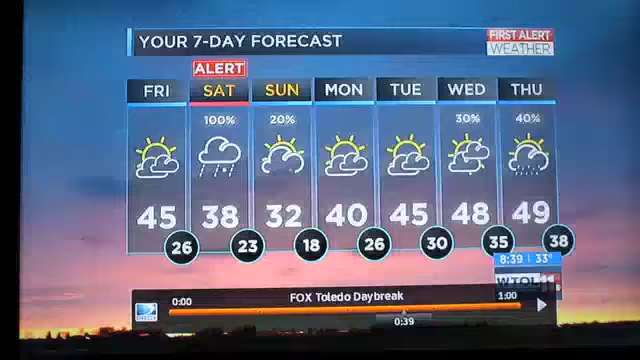 YOUR 7-DAY FORECAST
FIRST ALERT
WEATHER
ALERT
FRI SAT SUN MON TUE WED THU
100% 20% 30% 40%
45 38 32 40 45 48 49
26 23 18 26 30 35 38
8:39 33°
WTOL 11
0:00 FOX Toledo Daybreak 1:00
0:39